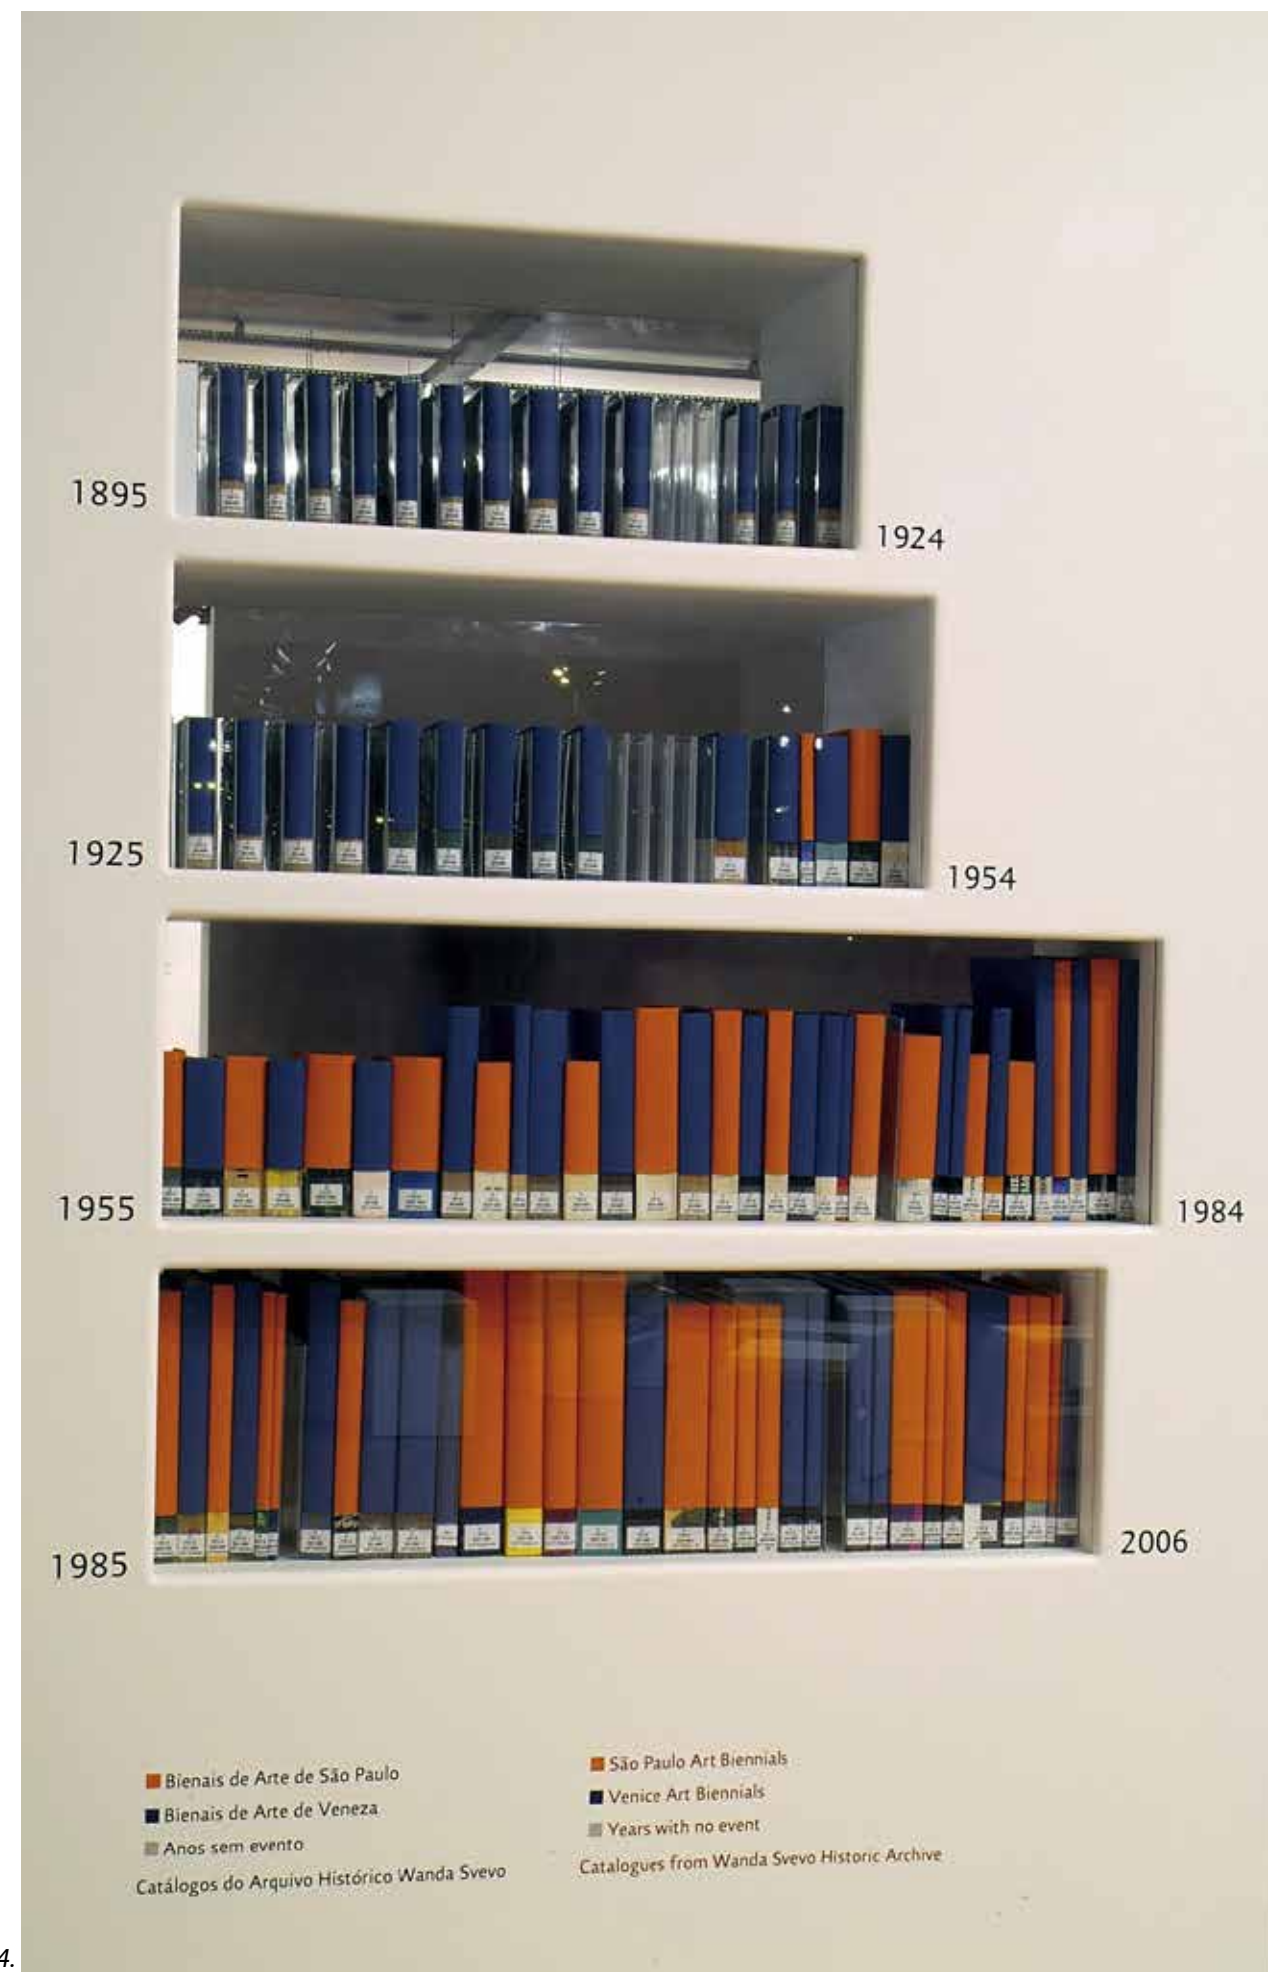 1895
1924
1925
1954
1955
1984
1985
2006
Bienais de Arte de São Paulo
Bienais de Arte de Veneza
Anos sem evento
Catálogos do Arquivo Histórico Wanda Svevo
São Paulo Art Biennials
Venice Art Biennials
Years with no event
Catalogues from Wanda Svevo Historic Archive
4.